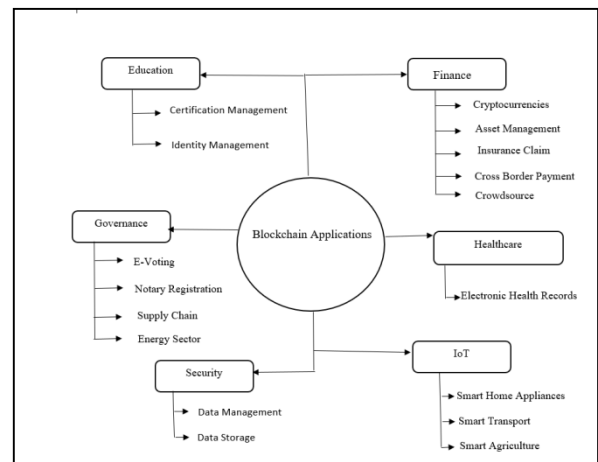 Education
Certification Management
Identity Management
Finance
Cryptocurrencies
Asset Management
Insurance Claim
Cross Border Payment
Crowdsource
Blockchain Applications
Governance
E-Voting
Notary Registration
Supply Chain
Energy Sector
Healthcare
Electronic Health Records
Security
Data Management
Data Storage
IoT
Smart Home Appliances
Smart Transport
Smart Agriculture